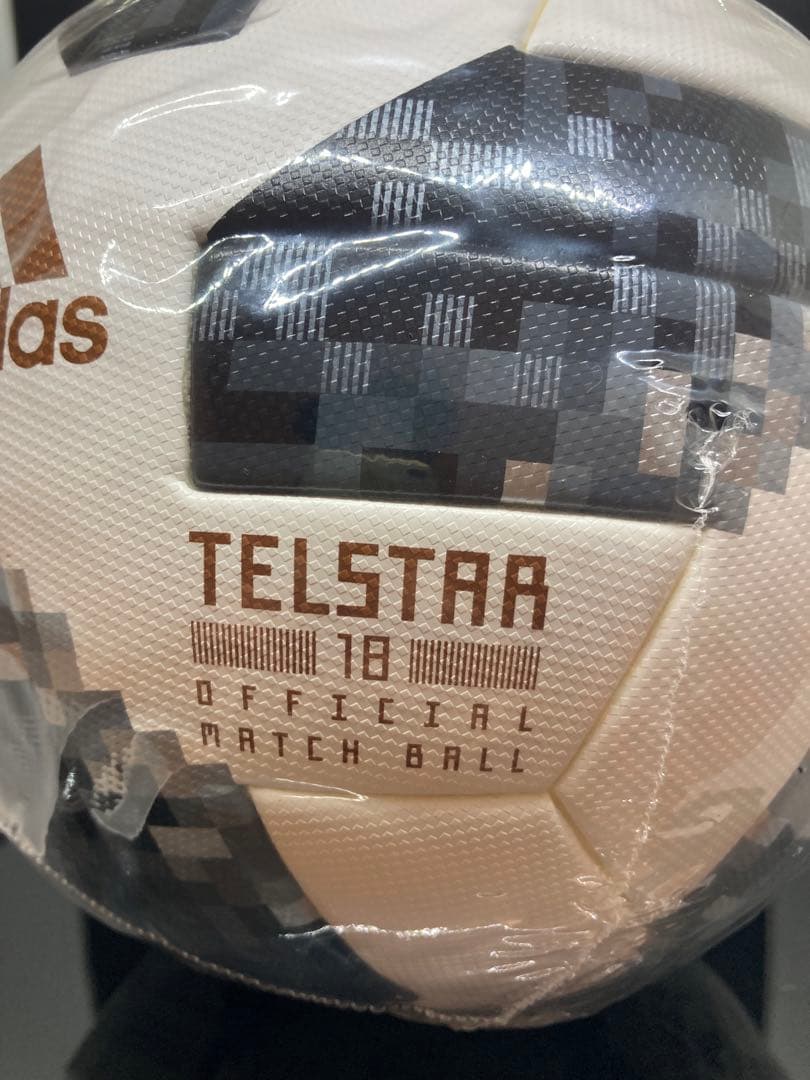 das
TELSTAR
18
OFFICIAL
MATCH BALL